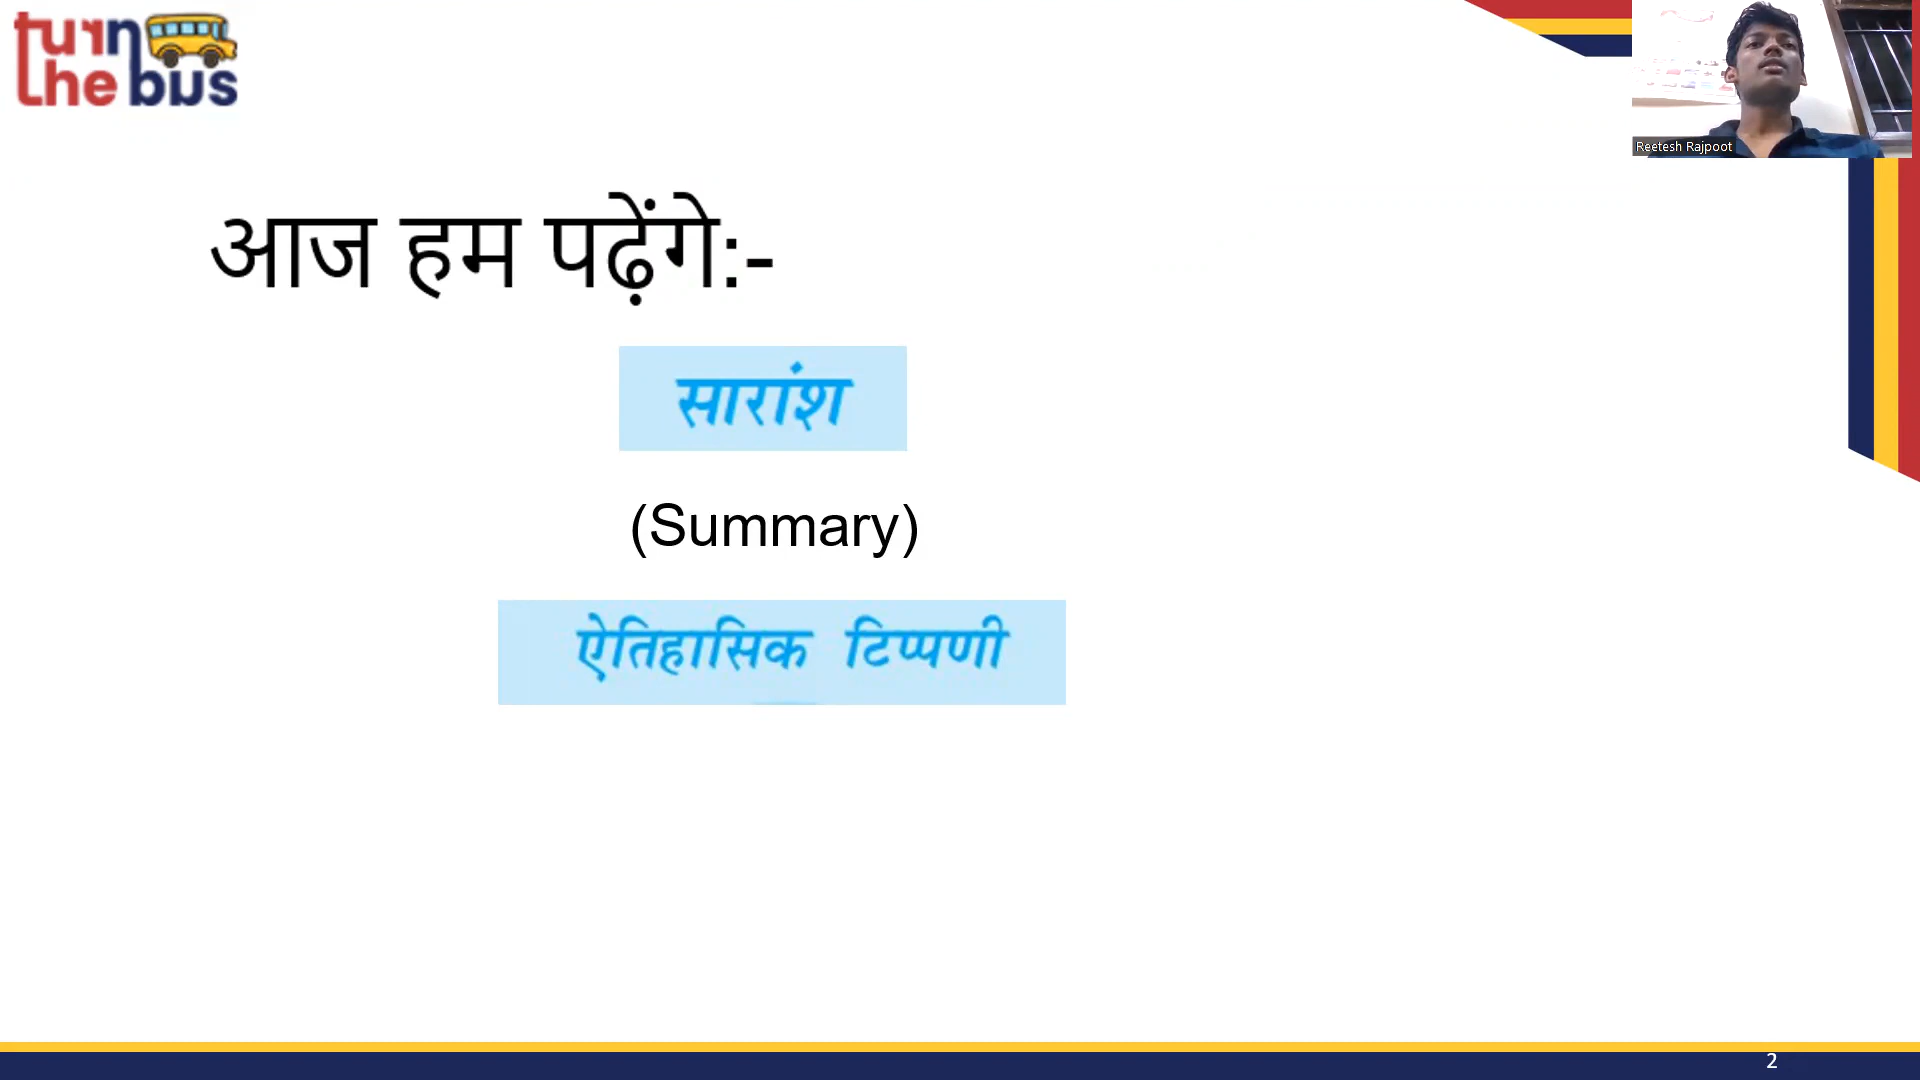 turn
the bus
Reetesh Rajpoot
आज हम पढ़ेंगे:-
सारांश
(Summary)
ऐतिहासिक टिप्पणी
2